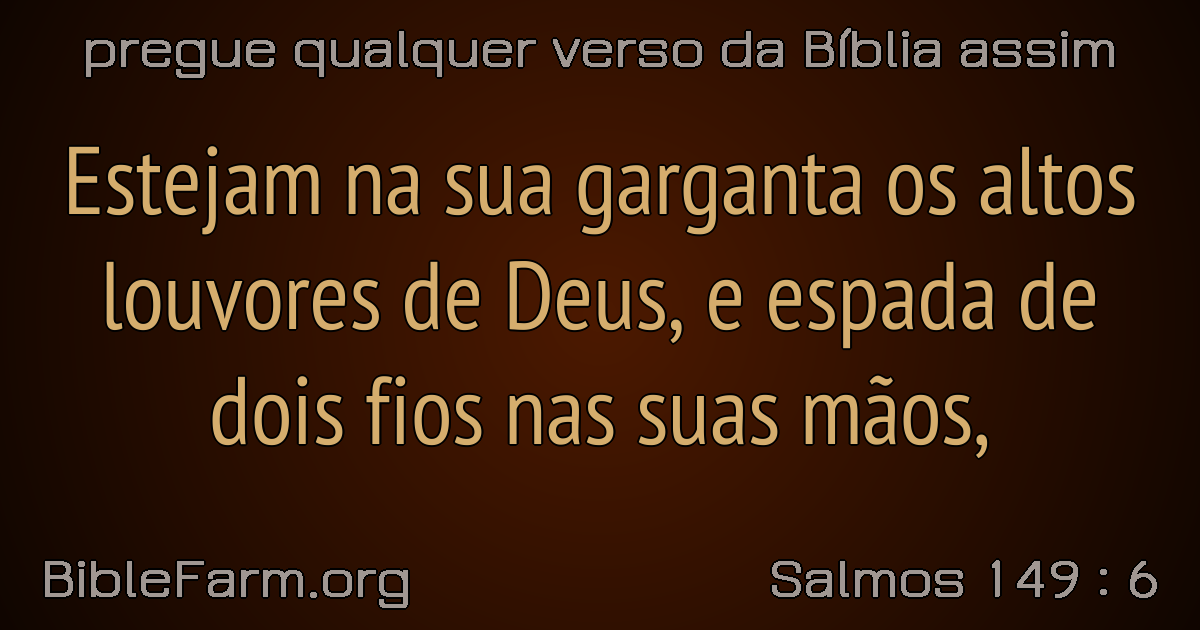 pregue qualquer verso da Bíblia assim
Estejam na sua garganta os altos
louvores de Deus, e espada de
dois fios nas suas mãos,
BibleFarm.org
Salmos 149 : 6